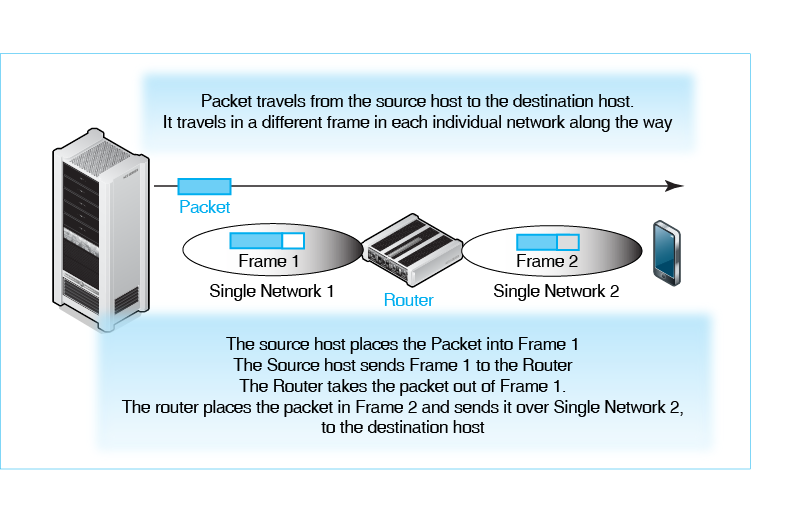 Packet travels from the source host to the destination host.
It travels in a different frame in each individual network along the way
Packet
Frame 1
Frame 2
Single Network 1
Router
Single Network 2
The source host places the Packet into Frame 1
The Source host sends Frame 1 to the Router
The Router takes the packet out of Frame 1.
The router places the packet in Frame 2 and sends it over Single Network 2,
to the destination host